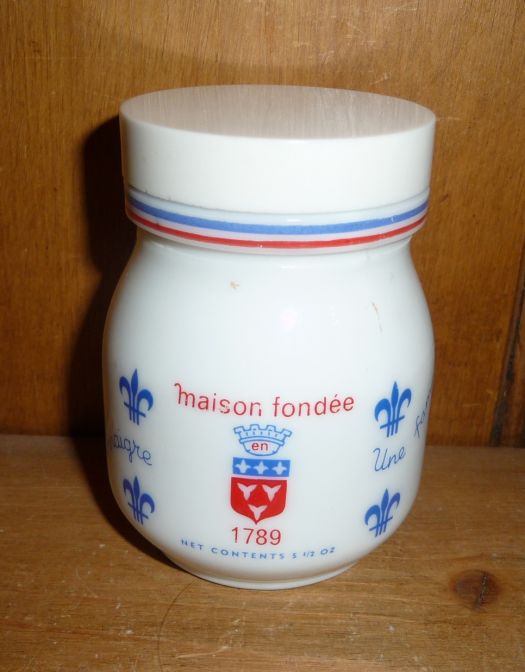 maison fondée
en
1789
NET CONTENTS 5 1/2 OZ
Une